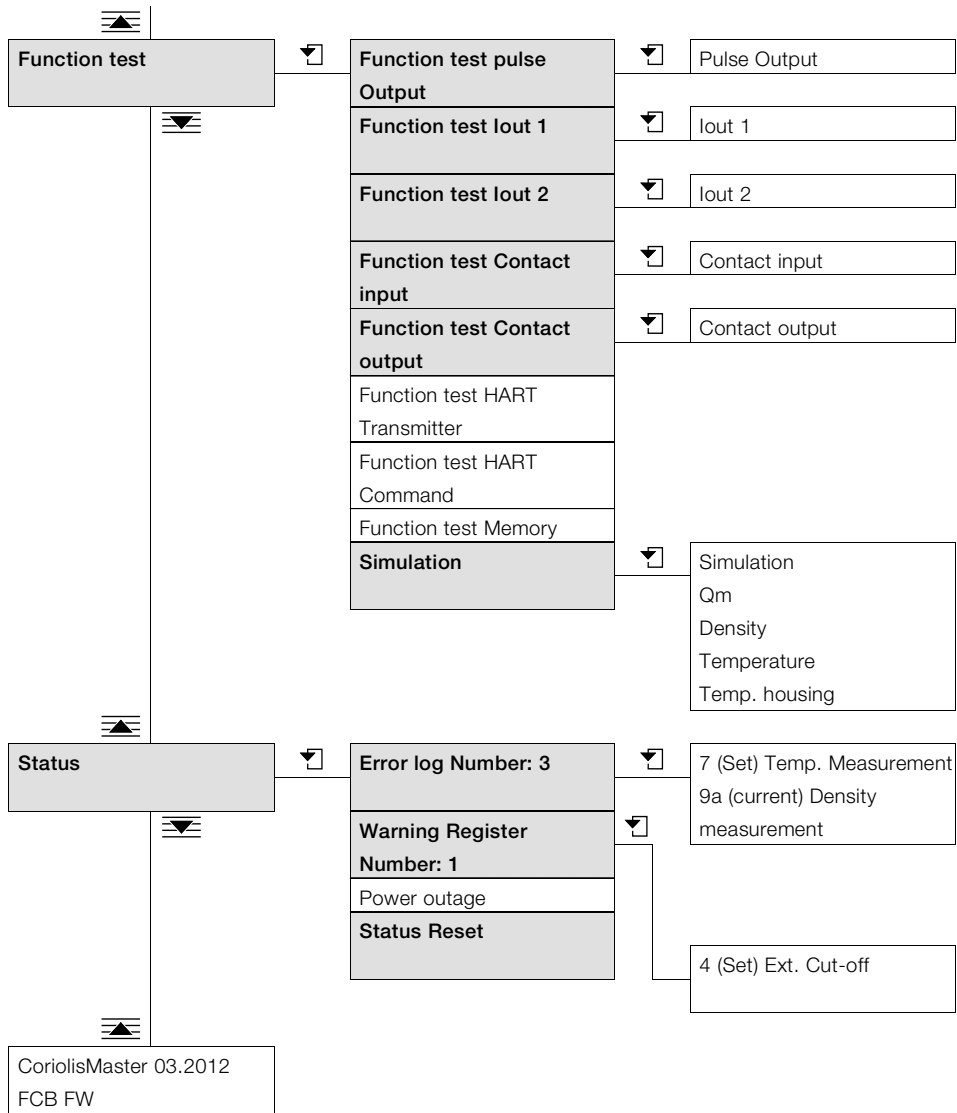 Function test
Function test pulse
Output
Pulse Output
Function test Iout 1
Iout 1
Function test Iout 2
Iout 2
Function test Contact
input
Contact input
Function test Contact
output
Contact output
Function test HART
Transmitter
Function test HART
Command
Function test Memory
Simulation
Simulation
Qm
Density
Temperature
Temp. housing
Status
Error log Number: 3
7 (Set) Temp. Measurement
9a (current) Density
measurement
Warning Register
Number: 1
Power outage
Status Reset
4 (Set) Ext. Cut-off
CoriolisMaster 03.2012
FCB FW